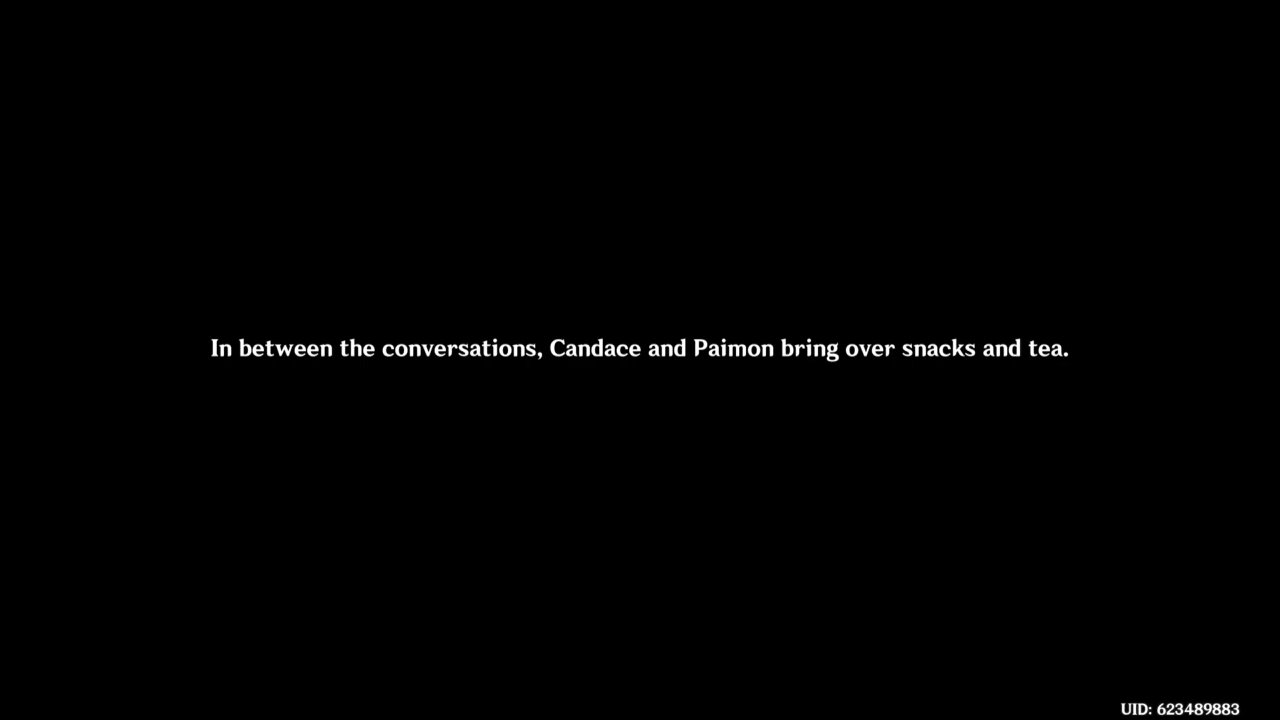 In between the conversations, Candace and Paimon bring over snacks and tea.
UID: 623489883